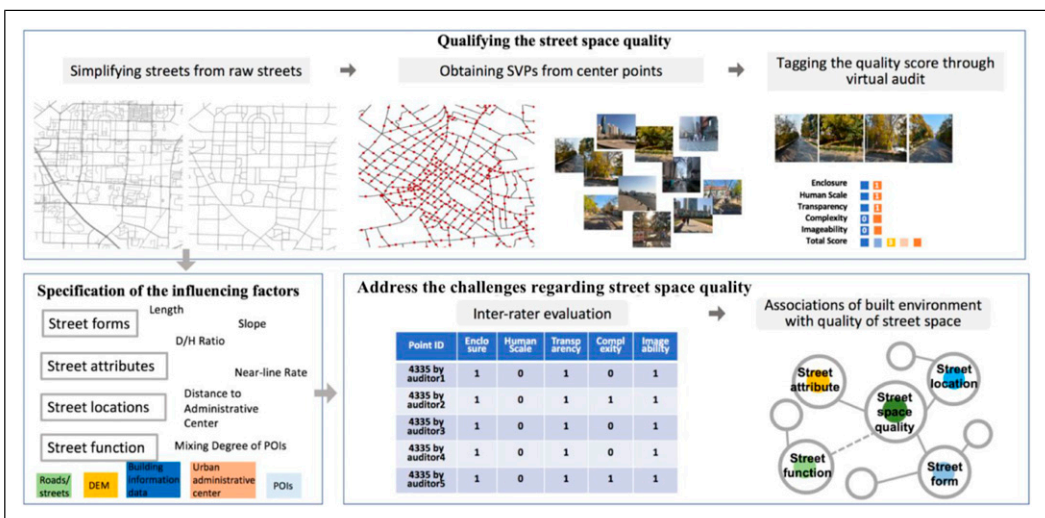 Qualifying the street space quality
Simplifying streets from raw streets
Obtaining SVPs from center points
Tagging the quality score through
virtual audit
Enclosure 1
Human Scale 1
Transparency 1
Complexity 0
Imageability 0
Total Score 3
Specification of the influencing factors
Street forms
Length
Slope
D/H Ratio
Street attributes
Near-line Rate
Street locations
Distance to
Administrative
Center
Street function
Mixing Degree of POIs
Roads/
streets
DEM
Building
information
data
Urban
administrative
center
POIs
Address the challenges regarding street space quality
Inter-rater evaluation
Point ID Enclo
sure Human
Scale Transp
arency Compl
exity Image
ability
4335 by
auditor1 1 0 1 0 1
4335 by
auditor2 1 0 1 1 1
4335 by
auditor3 1 0 1 0 1
4335 by
auditor4 1 0 1 0 1
4335 by
auditor5 1 0 1 1 1
Associations of built environment
with quality of street space
Street
attribute
Street
location
Street
space
quality
Street
function
Street
form